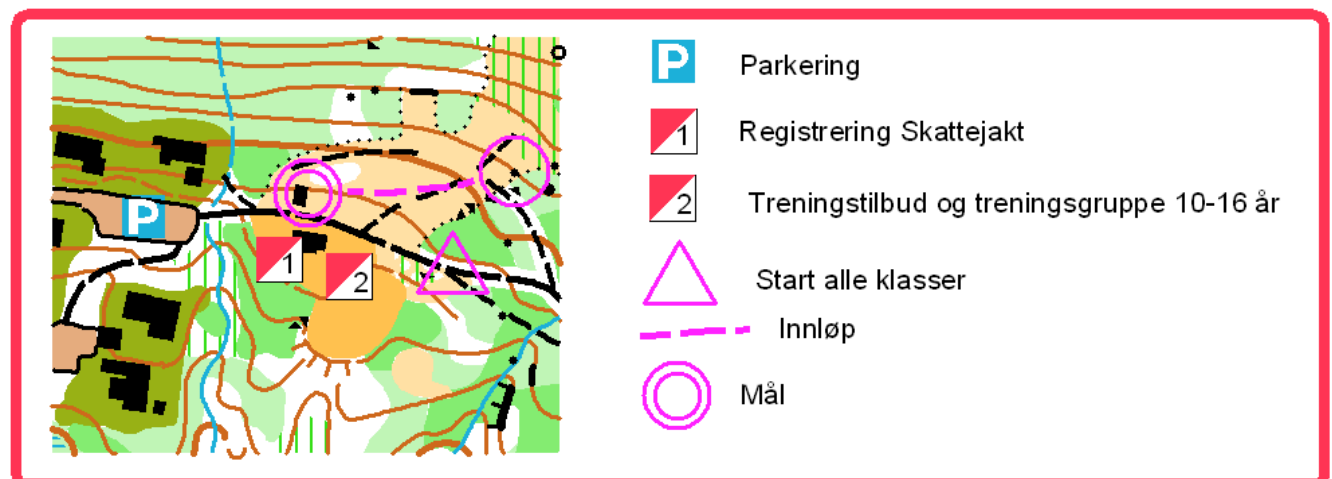 P
1
2
P Parkering
1 Registrering Skattejakt
2 Treningstilbud og treningsgruppe 10-16 år
Start alle klasser
Innløp
Mål